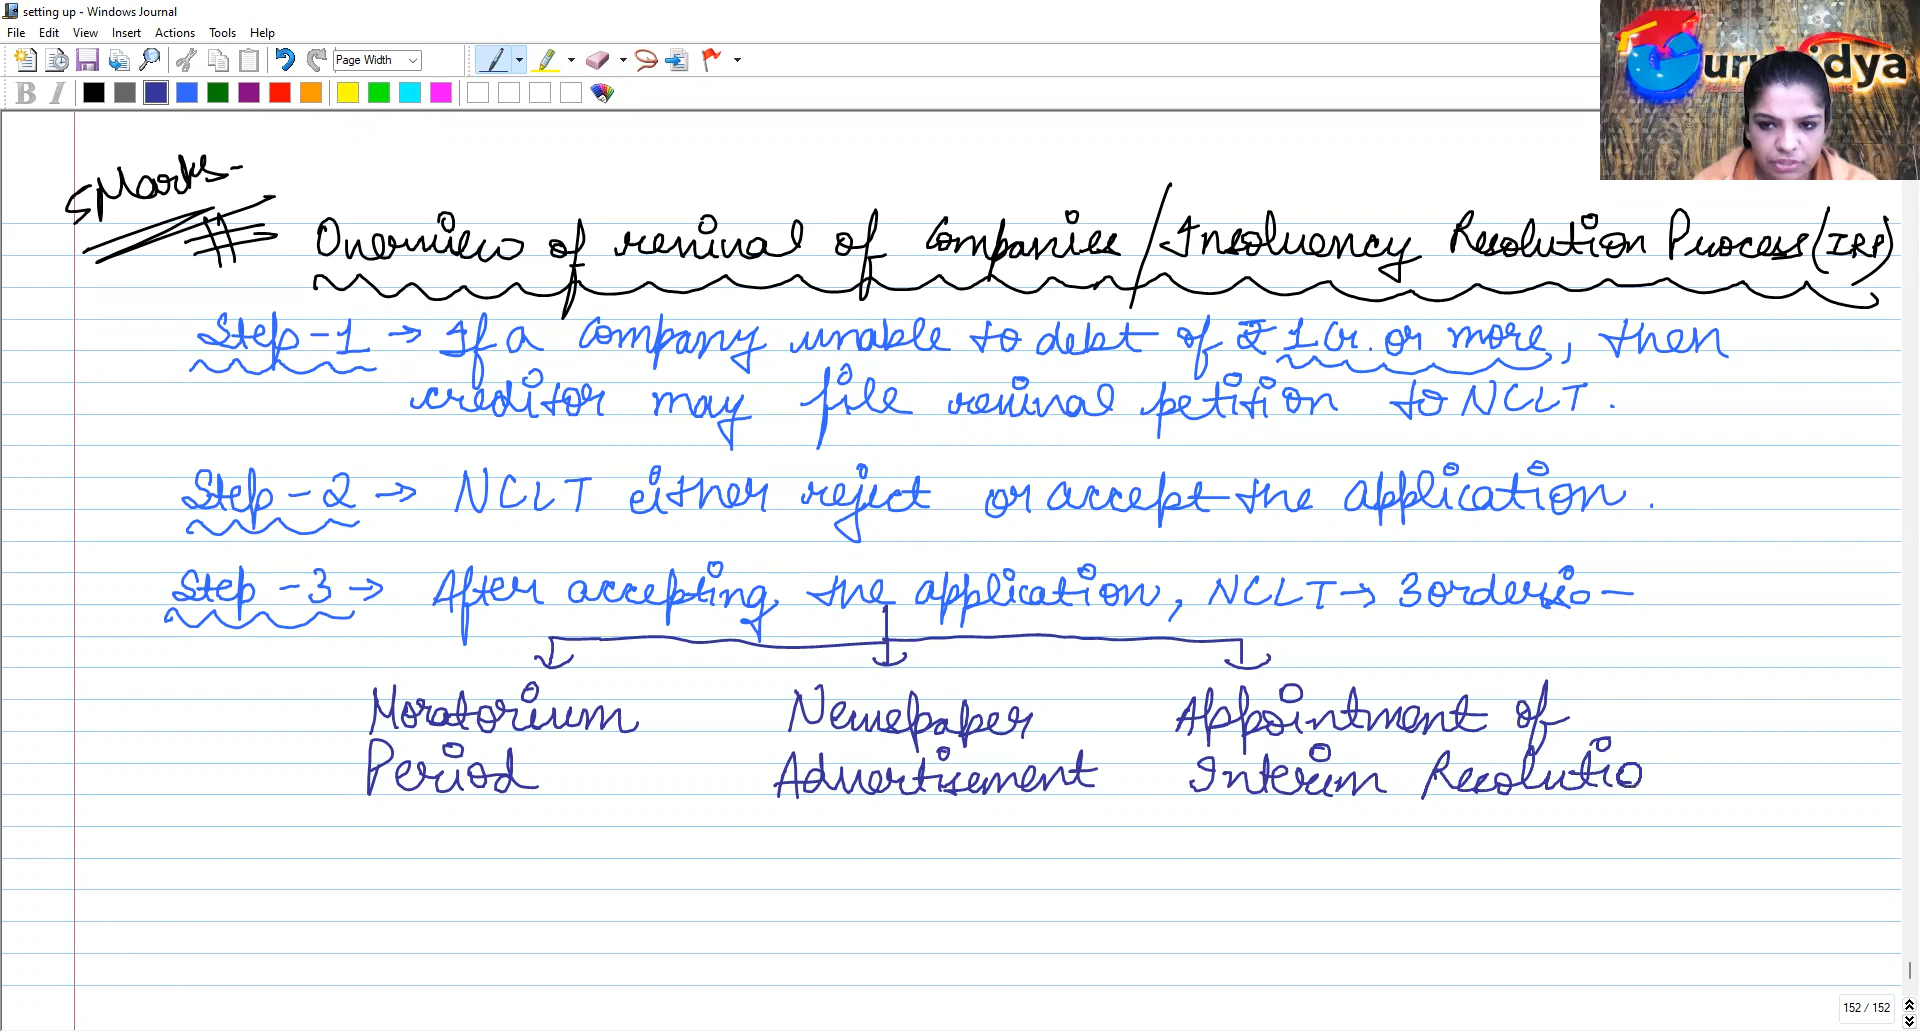 setting up - Windows Journal
File Edit View Insert Actions Tools Help
Page Width
B I
GuruVidya
5 Marks -
# Overview of revival of Companies / Insolvency Resolution Process (IRP)
Step - 1 → If a Company unable to debt of ₹ 1 Cr. or more, then
creditor may file revival petition to NCLT.
Step - 2 → NCLT either reject or accept the application.
Step - 3 → After accepting the application, NCLT → 3 orders -
Moratorium Newspaper Appointment of
Period Advertisement Interim Resolutio
152 / 152